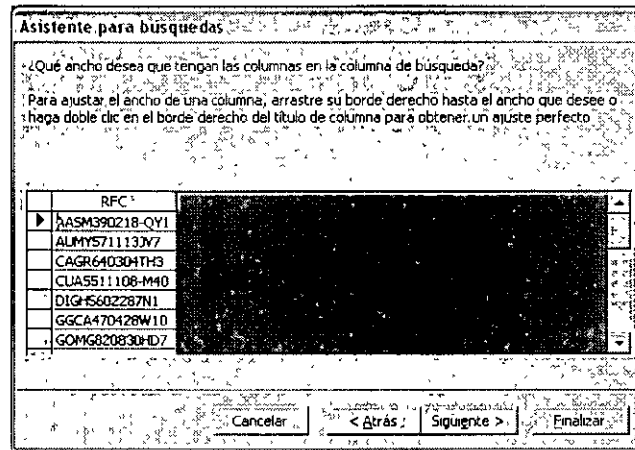 Asistente para búsquedas
¿Qué ancho desea que tengan las columnas en la columna de búsqueda?
Para ajustar el ancho de una columna, arrastre su borde derecho hasta el ancho que desee o
haga doble clic en el borde derecho del título de columna para obtener un ajuste perfecto
RFC
AASM390218-QY1
AUMY571113JV7
CAGR640304TH3
CUAS511108-M40
DIGH5602287N1
GGCA470428W10
GOMG820830HD7
Cancelar < Atrás Siguiente > Finalizar